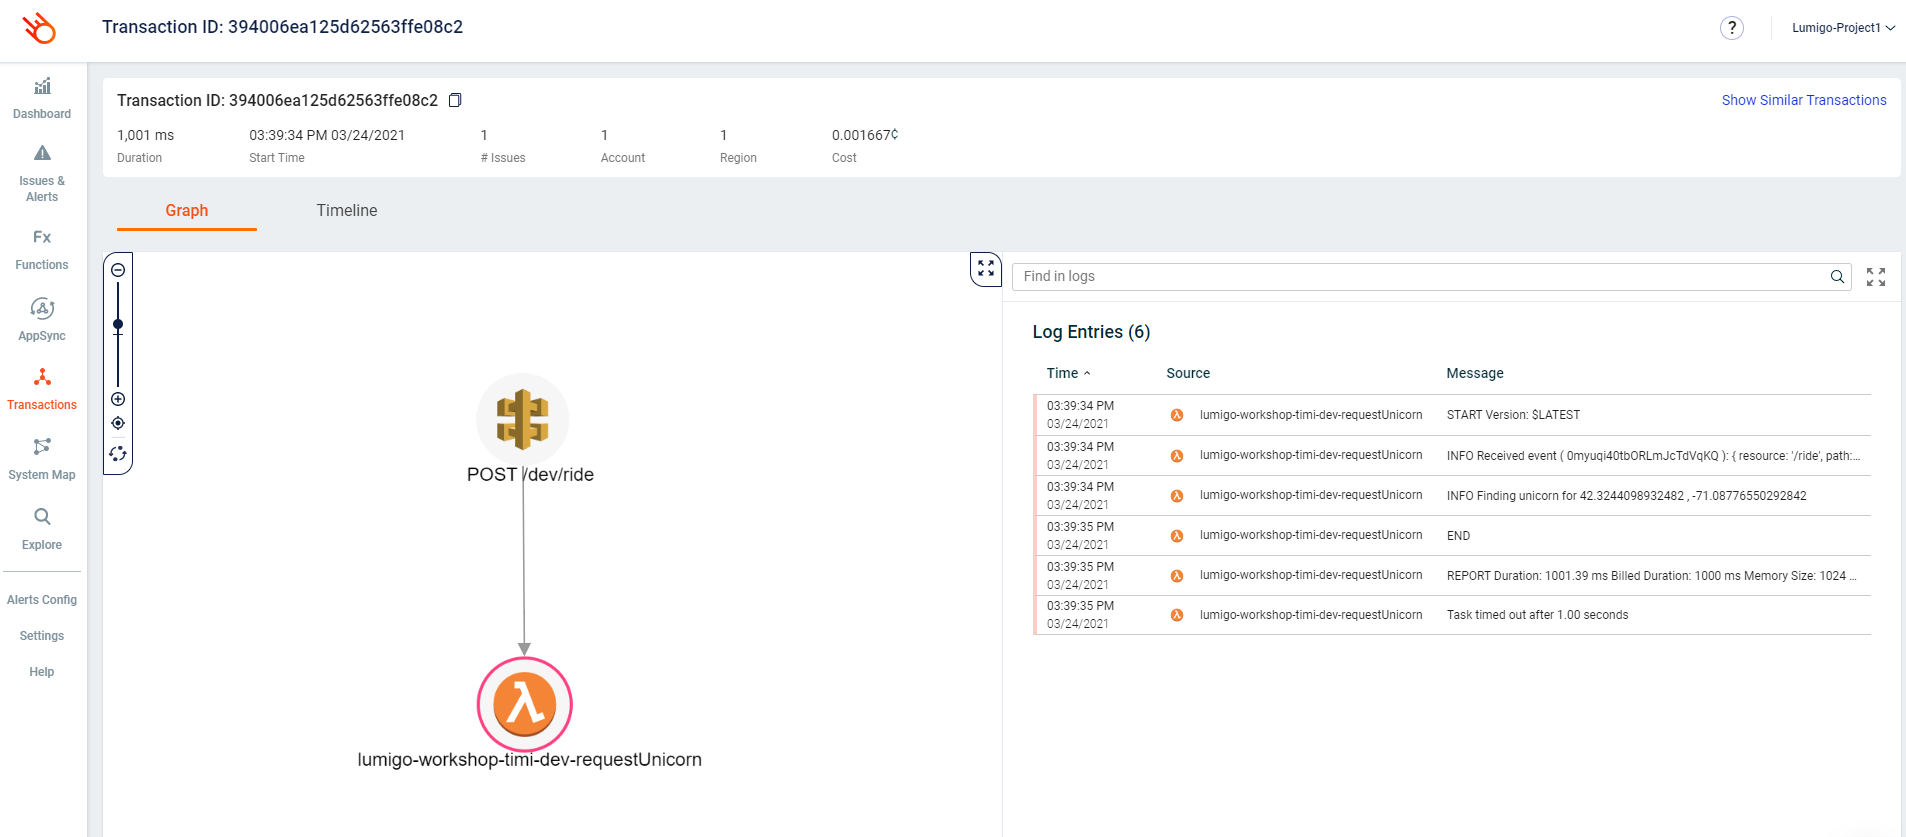 Transaction ID: 394006ea125d62563ffe08c2
?
Lumigo-Project1
Dashboard
Issues &
Alerts
Fx
Functions
AppSync
Transactions
System Map
Explore
Alerts Config
Settings
Help
Transaction ID: 394006ea125d62563ffe08c2
Show Similar Transactions
1,001 ms
Duration
03:39:34 PM 03/24/2021
Start Time
1
# Issues
1
Account
1
Region
0.001667¢
Cost
Graph
Timeline
POST /dev/ride
lumigo-workshop-timi-dev-requestUnicorn
Find in logs
Log Entries (6)
Time Source Message
03:39:34 PM
03/24/2021
lumigo-workshop-timi-dev-requestUnicorn
START Version: $LATEST
03:39:34 PM
03/24/2021
lumigo-workshop-timi-dev-requestUnicorn
INFO Received event ( 0myuqi40tbORLmJcTdVqKQ ): { resource: '/ride', path:...
03:39:34 PM
03/24/2021
lumigo-workshop-timi-dev-requestUnicorn
INFO Finding unicorn for 42.3244098932482 , -71.08776550292842
03:39:35 PM
03/24/2021
lumigo-workshop-timi-dev-requestUnicorn
END
03:39:35 PM
03/24/2021
lumigo-workshop-timi-dev-requestUnicorn
REPORT Duration: 1001.39 ms Billed Duration: 1000 ms Memory Size: 1024 ...
03:39:35 PM
03/24/2021
lumigo-workshop-timi-dev-requestUnicorn
Task timed out after 1.00 seconds